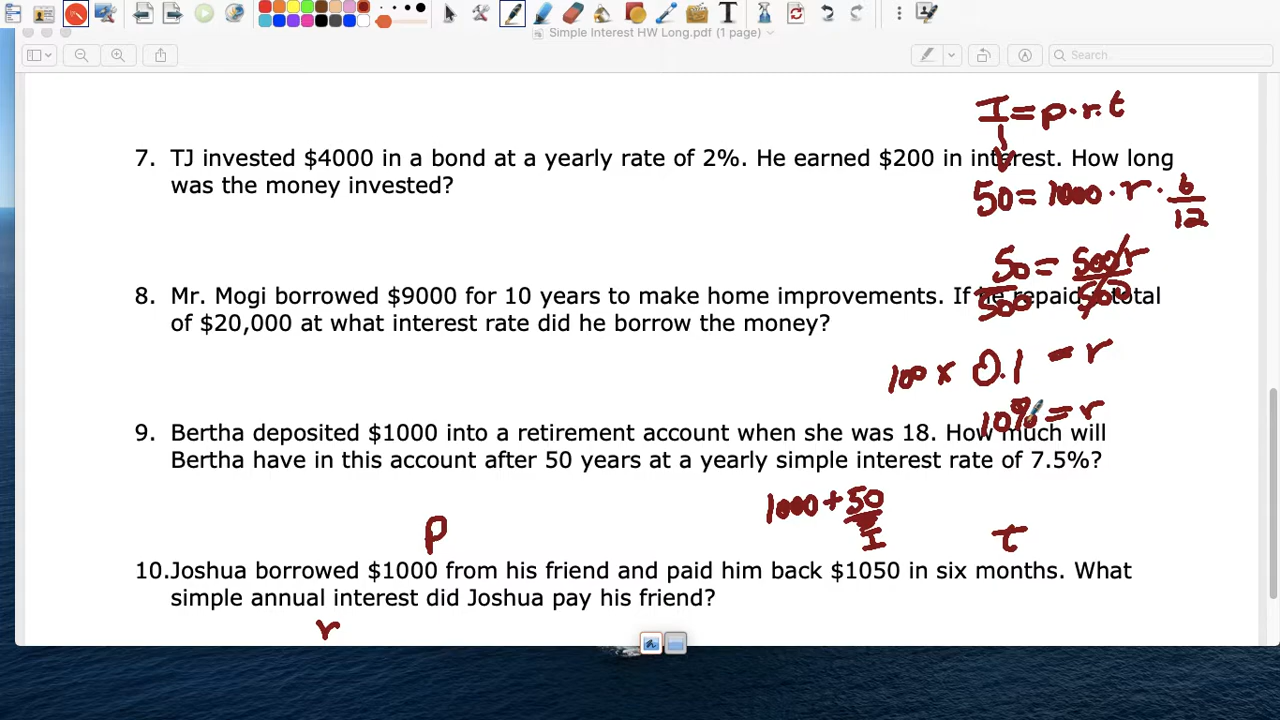 Simple Interest HW Long.pdf (1 page)
Search
I = p·r·t
7. TJ invested $4000 in a bond at a yearly rate of 2%. He earned $200 in interest. How long
was the money invested?
50 = 1000 · r · 6/12
50 = 500r
500 500
8. Mr. Mogi borrowed $9000 for 10 years to make home improvements. If he repaid a total
of $20,000 at what interest rate did he borrow the money?
100 x 0.1 = r
10% = r
9. Bertha deposited $1000 into a retirement account when she was 18. How much will
Bertha have in this account after 50 years at a yearly simple interest rate of 7.5%?
1000 + 50
I
P
t
10.Joshua borrowed $1000 from his friend and paid him back $1050 in six months. What
simple annual interest did Joshua pay his friend?
r